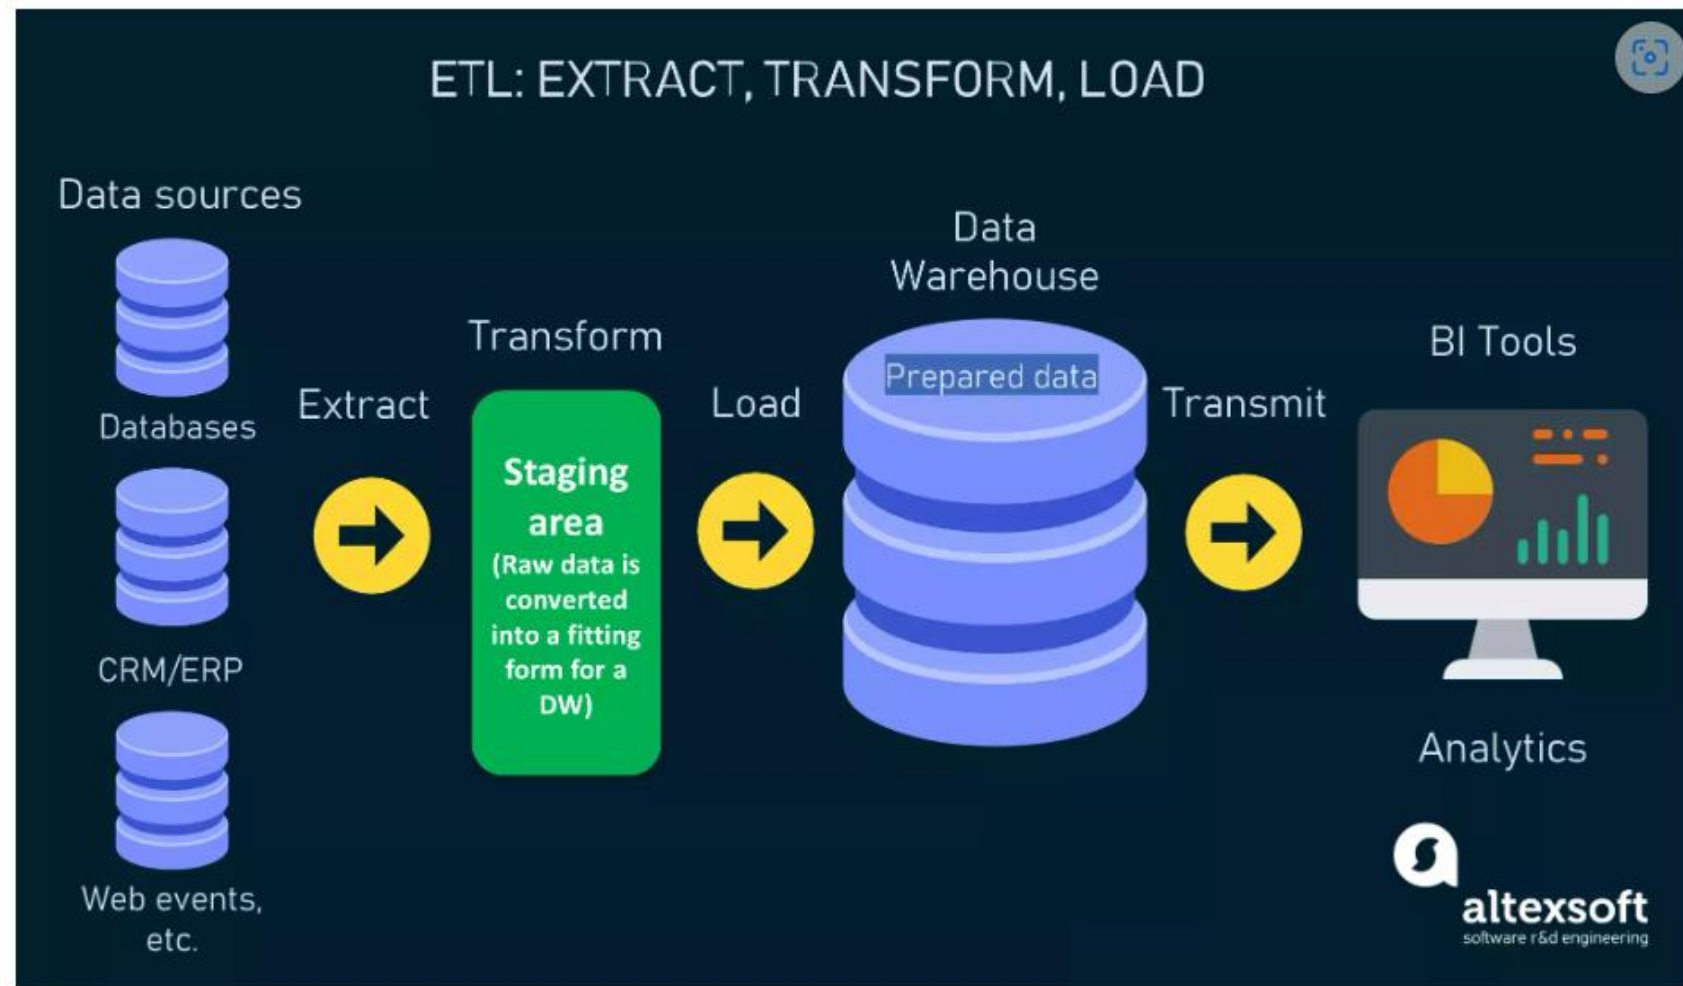 ETL: EXTRACT, TRANSFORM, LOAD
Data sources
Databases
CRM/ERP
Web events,
etc.
Extract
Transform
Staging
area
(Raw data is
converted
into a fitting
form for a
DW)
Load
Data
Warehouse
Prepared data
Transmit
BI Tools
Analytics
altexsoft
software r&d engineering